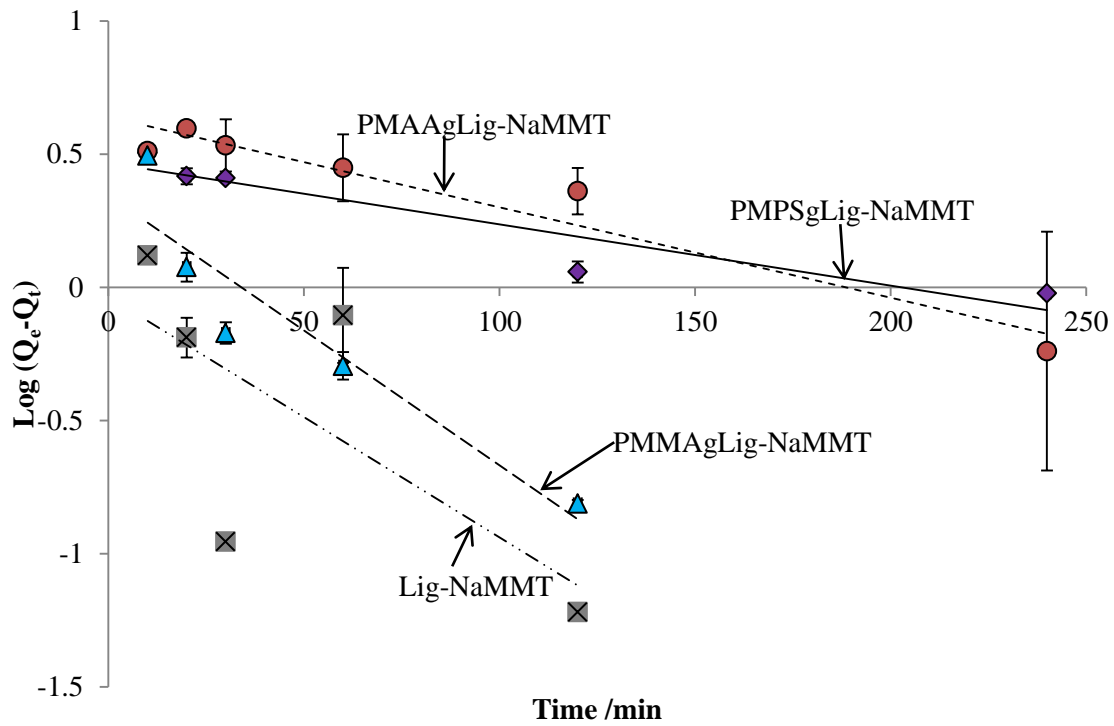 1
0.5
0
-0.5
-1
-1.5
0
50
100
150
200
250
PMAAgLig-NaMMT
PMPSgLig-NaMMT
PMMAgLig-NaMMT
Lig-NaMMT
Log (Qe-Qt)
Time /min